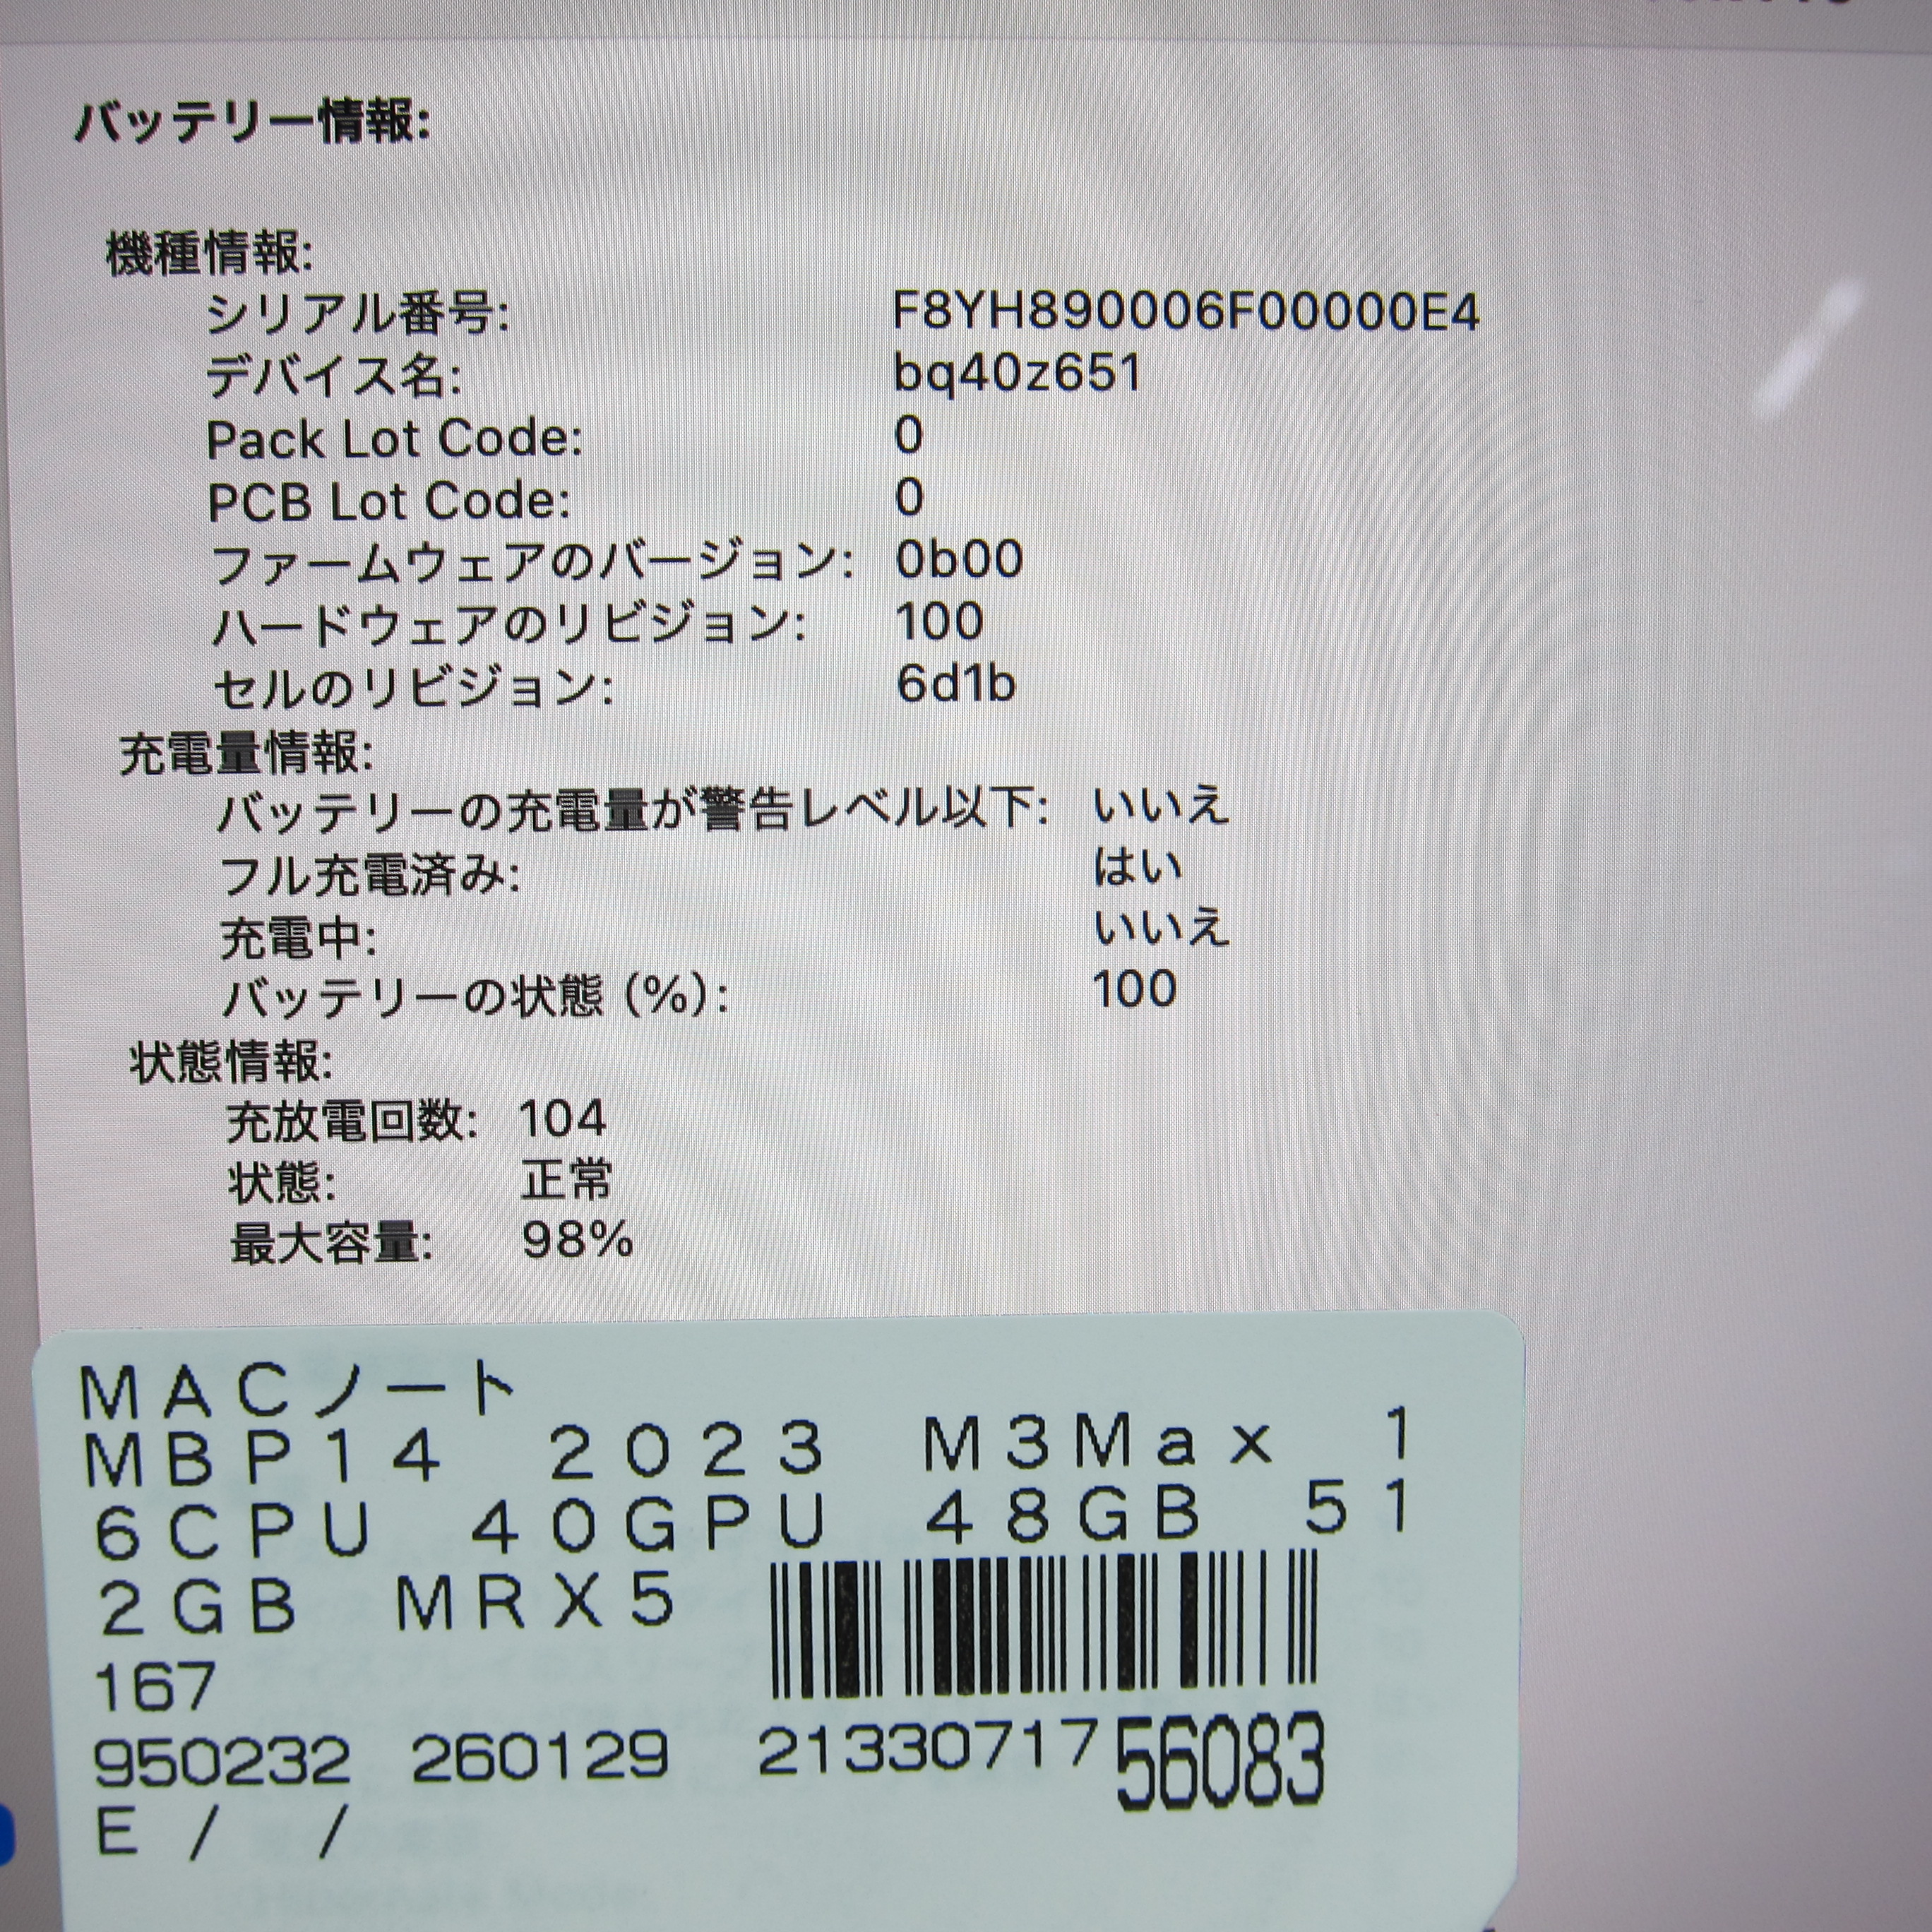 バッテリー情報:
機種情報:
シリアル番号: F8YH890006F00000E4
デバイス名: bq40z651
Pack Lot Code: 0
PCB Lot Code: 0
ファームウェアのバージョン: 0b00
ハードウェアのリビジョン: 100
セルのリビジョン: 6d1b
充電量情報:
バッテリーの充電量が警告レベル以下: いいえ
フル充電済み: はい
充電中: いいえ
バッテリーの状態 (%): 100
状態情報:
充放電回数: 104
状態: 正常
最大容量: 98%
MACノート
MBP14 2023 M3Max 1
6CPU 40GPU 48GB 51
2GB MRX5
167
950232 260129 21330717 56083
E / /